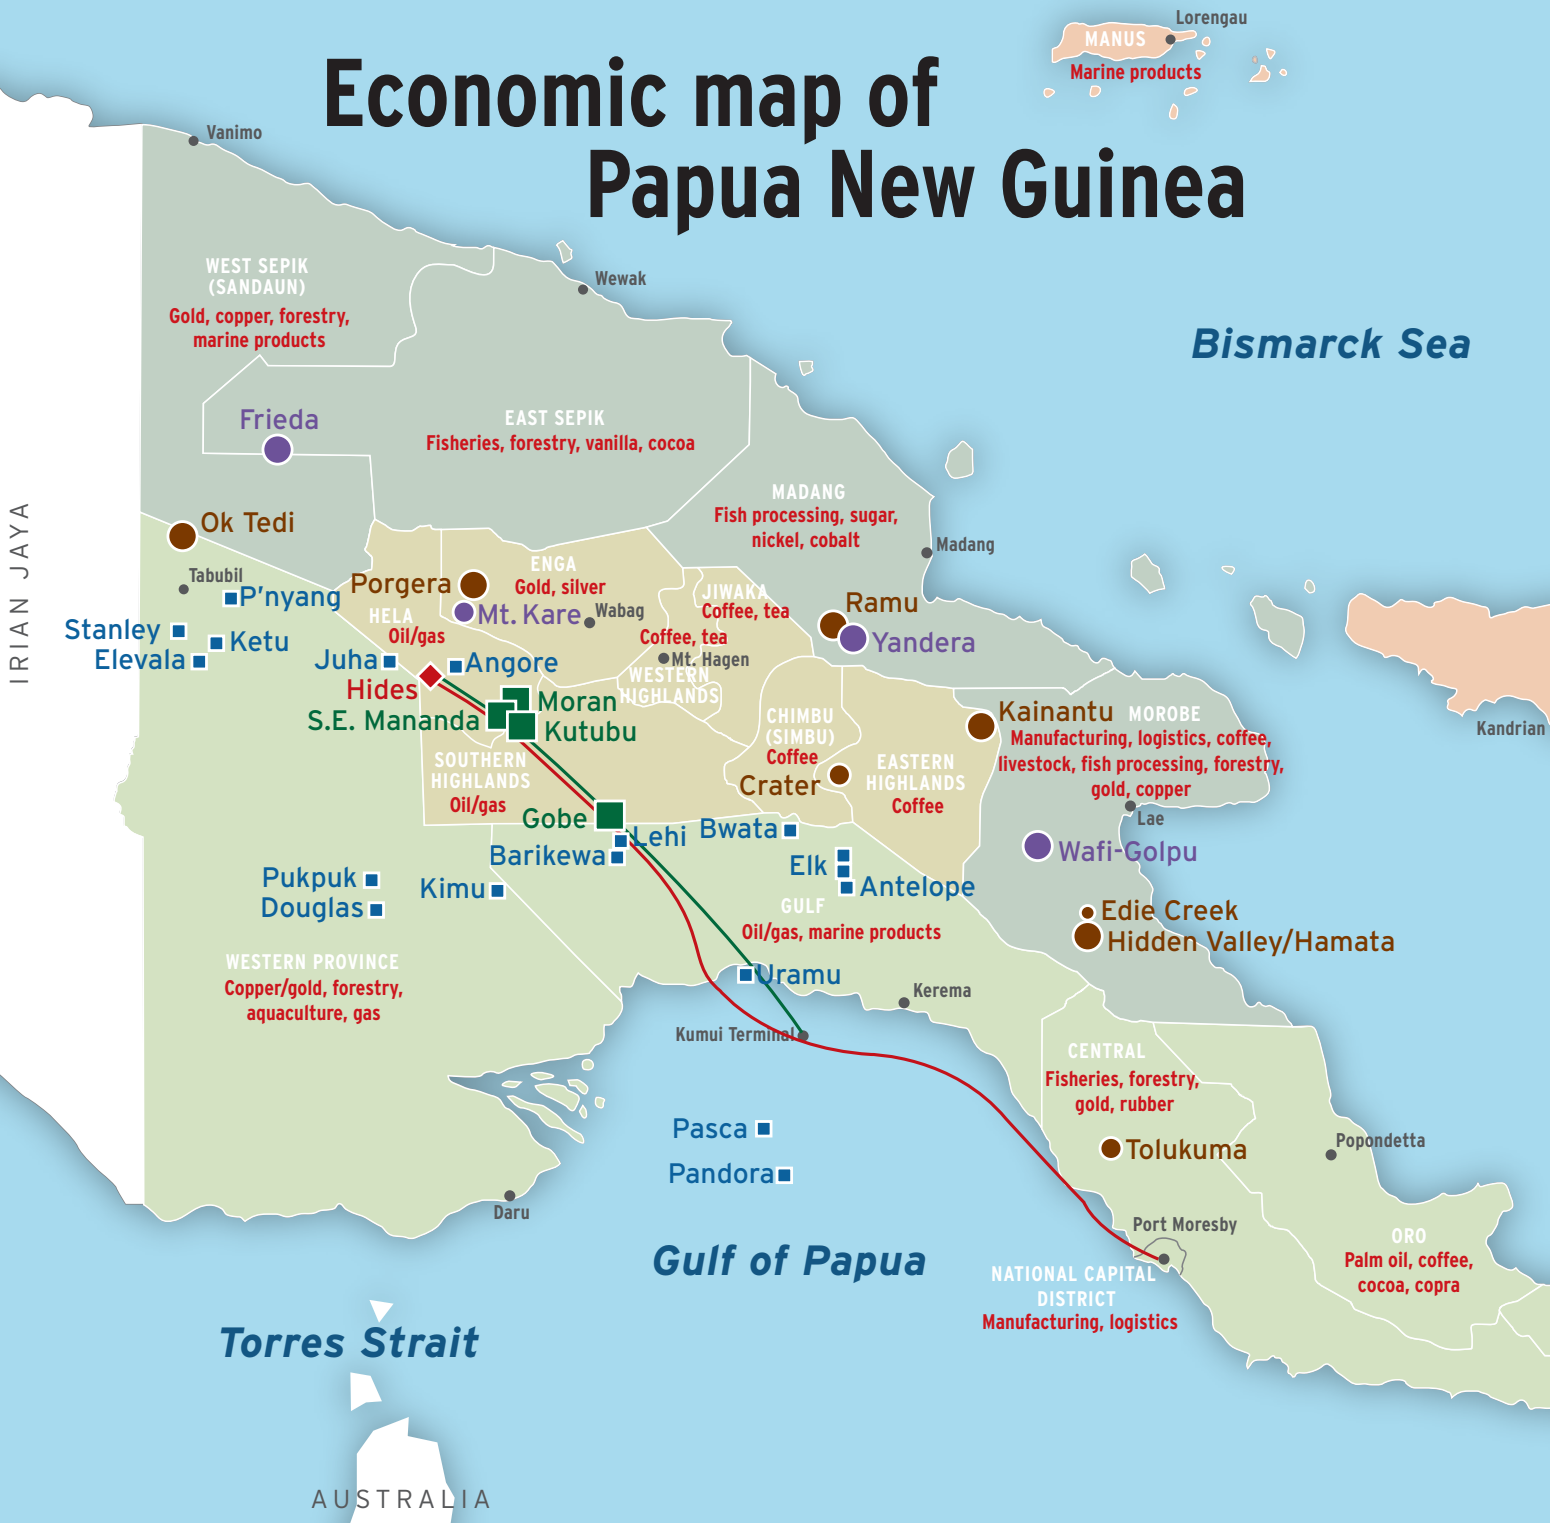 Lorengau
MANUS
Marine products
Economic map of
Papua New Guinea
Vanimo
WEST SEPIK
(SANDAUN)
Gold, copper, forestry,
marine products
Wewak
Bismarck Sea
Frieda
EAST SEPIK
Fisheries, forestry, vanilla, cocoa
MADANG
Fish processing, sugar,
nickel, cobalt
Madang
IRIAN JAYA
Ok Tedi
Tabubil
P'nyang
Stanley
Ketu
Elevala
Porgera
ENGA
Gold, silver
Mt. Kare
Wabag
HELA
Oil/gas
JIWAKA
Coffee, tea
Coffee, tea
Mt. Hagen
WESTERN
HIGHLANDS
Ramu
Yandera
Juha
Angore
Hides
Moran
S.E. Mananda
Kutubu
SOUTHERN
HIGHLANDS
Oil/gas
CHIMBU
(SIMBU)
Coffee
Crater
EASTERN
HIGHLANDS
Coffee
Kainantu
MOROBE
Manufacturing, logistics, coffee,
livestock, fish processing, forestry,
gold, copper
Lae
Kandrian
Gobe
Lehi
Barikewa
Bwata
Elk
Antelope
Wafi-Golpu
Pukpuk
Douglas
Kimu
GULF
Oil/gas, marine products
Edie Creek
Hidden Valley/Hamata
WESTERN PROVINCE
Copper/gold, forestry,
aquaculture, gas
Uramu
Kerema
Kumui Terminal
CENTRAL
Fisheries, forestry,
gold, rubber
Pasca
Pandora
Tolukuma
Popondetta
Daru
Port Moresby
Gulf of Papua
NATIONAL CAPITAL
DISTRICT
Manufacturing, logistics
ORO
Palm oil, coffee,
cocoa, copra
Torres Strait
AUSTRALIA